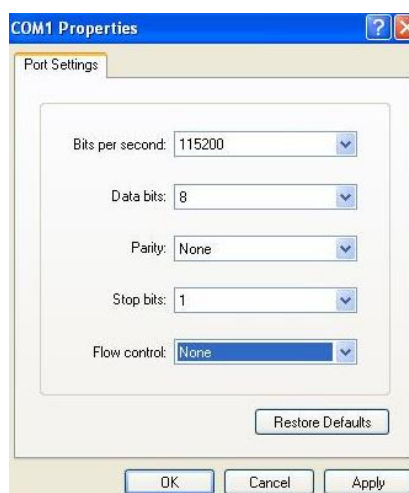 COM1 Properties
Port Settings
Bits per second: 115200
Data bits: 8
Parity: None
Stop bits: 1
Flow control: None
Restore Defaults
OK Cancel Apply